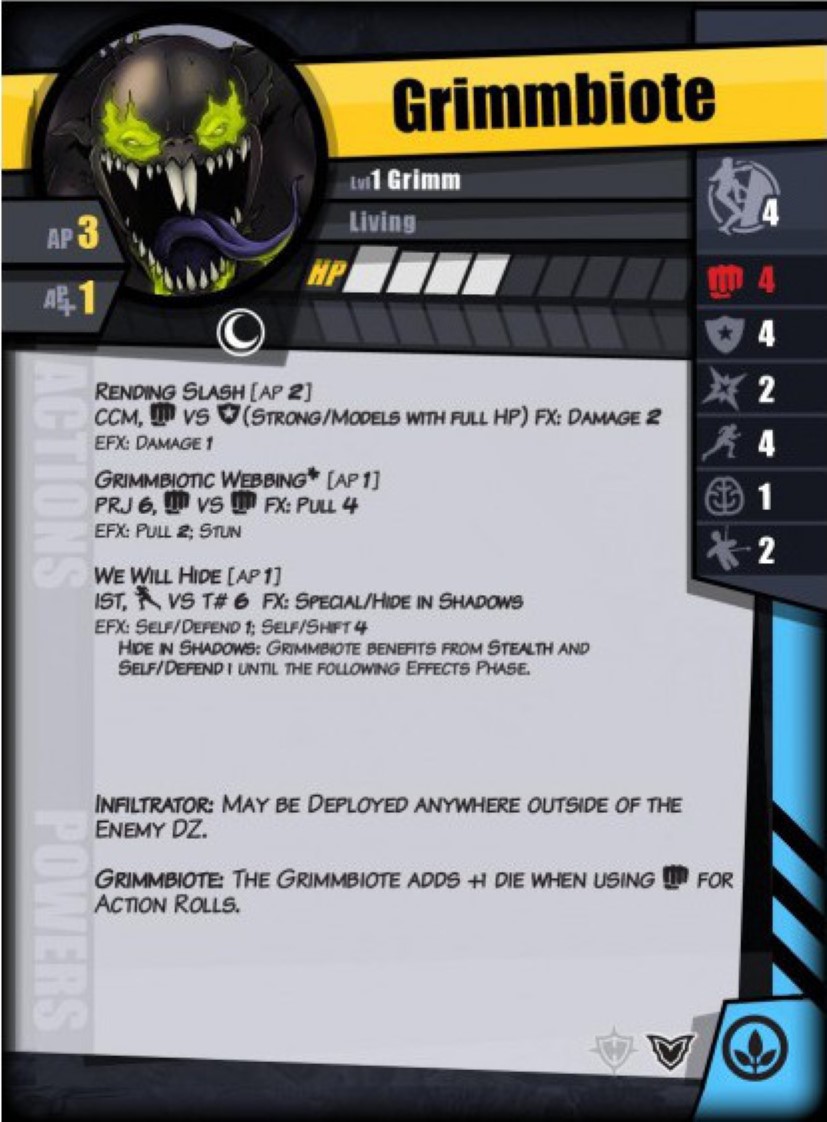 Grimmbiote
Lvl1 Grimm
Living
AP 3
AP+ 1
HP
4
4
4
2
4
1
2
ACTIONS
RENDING SLASH [AP 2]
CCM, VS (STRONG/MODELS WITH FULL HP) FX: DAMAGE 2
EFX: DAMAGE 1
GRIMMBIOTIC WEBBING* [AP 1]
PRJ 6, VS FX: PULL 4
EFX: PULL 2; STUN
WE WILL HIDE [AP 1]
IST, VS T# 6 FX: SPECIAL/HIDE IN SHADOWS
EFX: SELF/DEFEND 1; SELF/SHIFT 4
HIDE IN SHADOWS: GRIMMBIOTE BENEFITS FROM STEALTH AND
SELF/DEFEND 1 UNTIL THE FOLLOWING EFFECTS PHASE.
POWERS
INFILTRATOR: MAY BE DEPLOYED ANYWHERE OUTSIDE OF THE
ENEMY DZ.
GRIMMBIOTE: THE GRIMMBIOTE ADDS +1 DIE WHEN USING FOR
ACTION ROLLS.